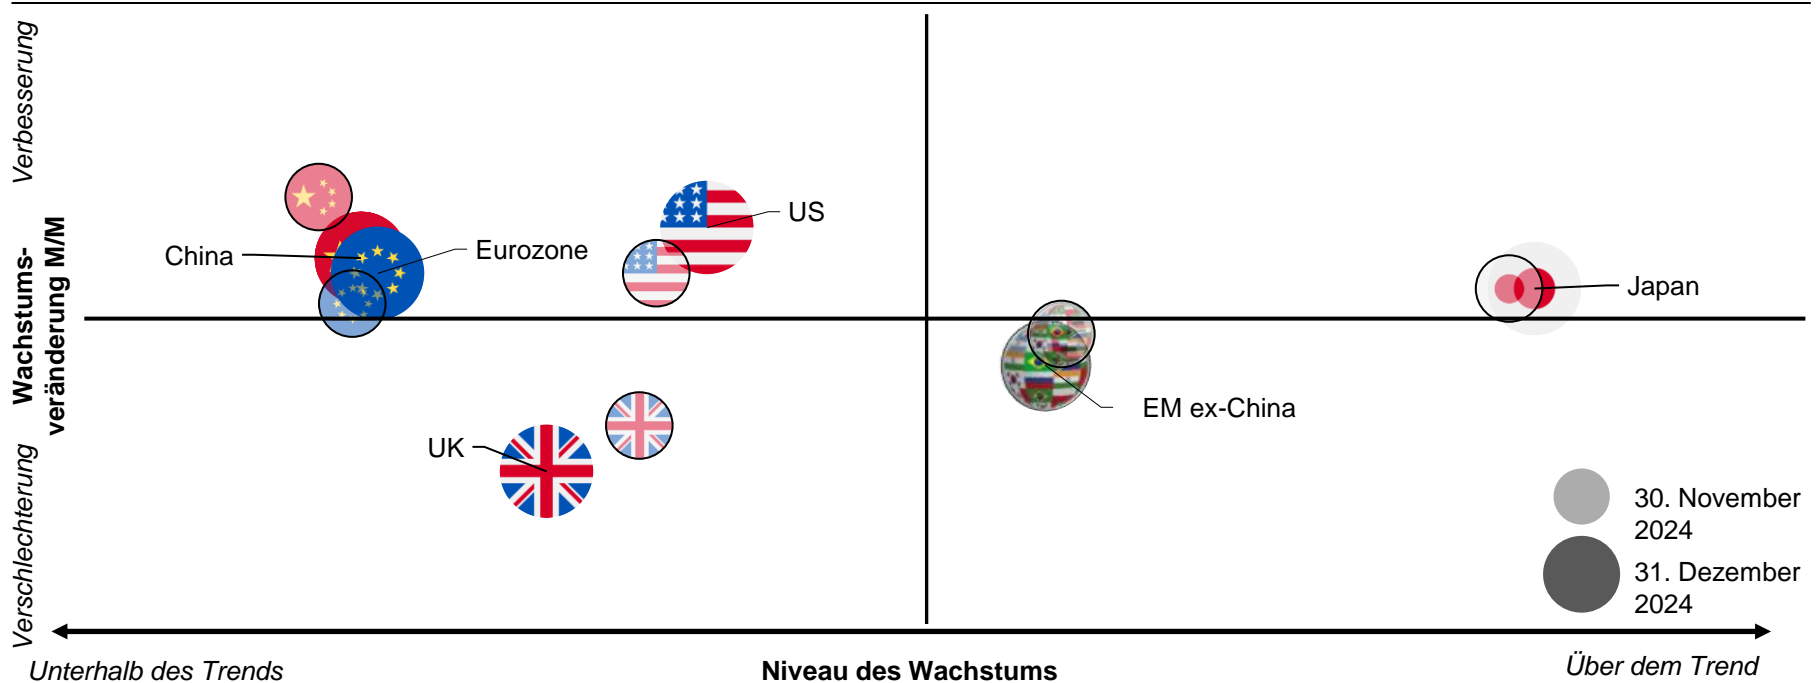 Verbesserung
Wachstums-
veränderung M/M
Verschlechterung
China
Eurozone
US
Japan
EM ex-China
UK
30. November
2024
31. Dezember
2024
Unterhalb des Trends
Niveau des Wachstums
Über dem Trend